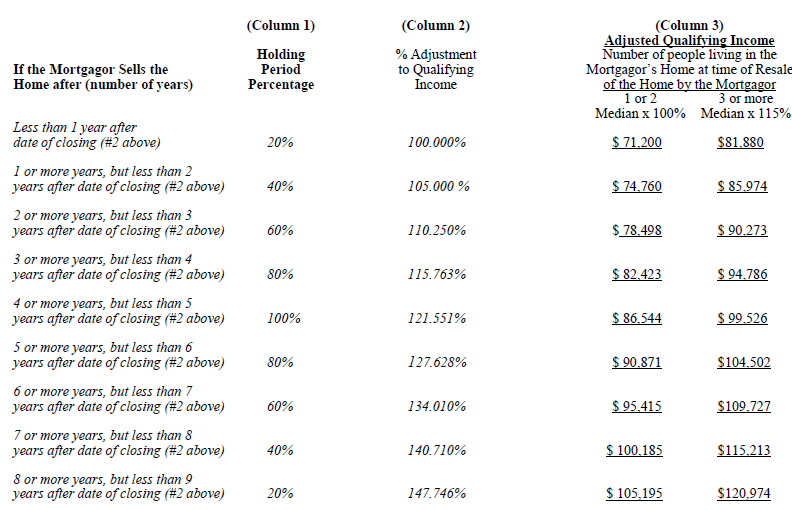 (Column 1) (Column 2) (Column 3)
Adjusted Qualifying Income
Holding % Adjustment Number of people living in the
If the Mortgagor Sells the Period to Qualifying Mortgagor's Home at time of Resale
Home after (number of years) Percentage Income of the Home by the Mortgagor
1 or 2 3 or more
Median x 100% Median x 115%
Less than 1 year after
date of closing (#2 above) 20% 100.000% $ 71,200 $81,880
1 or more years, but less than 2
years after date of closing (#2 above) 40% 105.000 % $ 74,760 $ 85,974
2 or more years, but less than 3
years after date of closing (#2 above) 60% 110.250% $ 78,498 $ 90,273
3 or more years, but less than 4
years after date of closing (#2 above) 80% 115.763% $ 82,423 $ 94,786
4 or more years, but less than 5
years after date of closing (#2 above) 100% 121.551% $ 86,544 $ 99,526
5 or more years, but less than 6
years after date of closing (#2 above) 80% 127.628% $ 90,871 $104,502
6 or more years, but less than 7
years after date of closing (#2 above) 60% 134.010% $ 95,415 $109,727
7 or more years, but less than 8
years after date of closing (#2 above) 40% 140.710% $ 100,185 $115,213
8 or more years, but less than 9
years after date of closing (#2 above) 20% 147.746% $ 105,195 $120,974